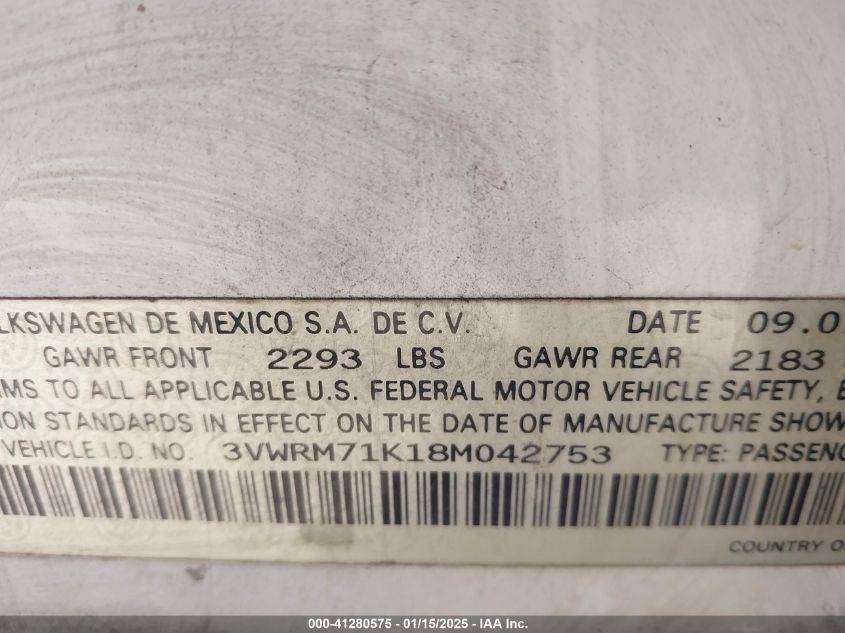 LKSWAGEN DE MEXICO S.A. DE C.V. DATE 09.0
GAWR FRONT 2293 LBS GAWR REAR 2183
MS TO ALL APPLICABLE U.S. FEDERAL MOTOR VEHICLE SAFETY,
ION STANDARDS IN EFFECT ON THE DATE OF MANUFACTURE SHOW
VEHICLE I.D. NO. 3VWRM71K18M042753 TYPE: PASSENG
COUNTRY O
000-41280575 - 01/15/2025 - IAA Inc.